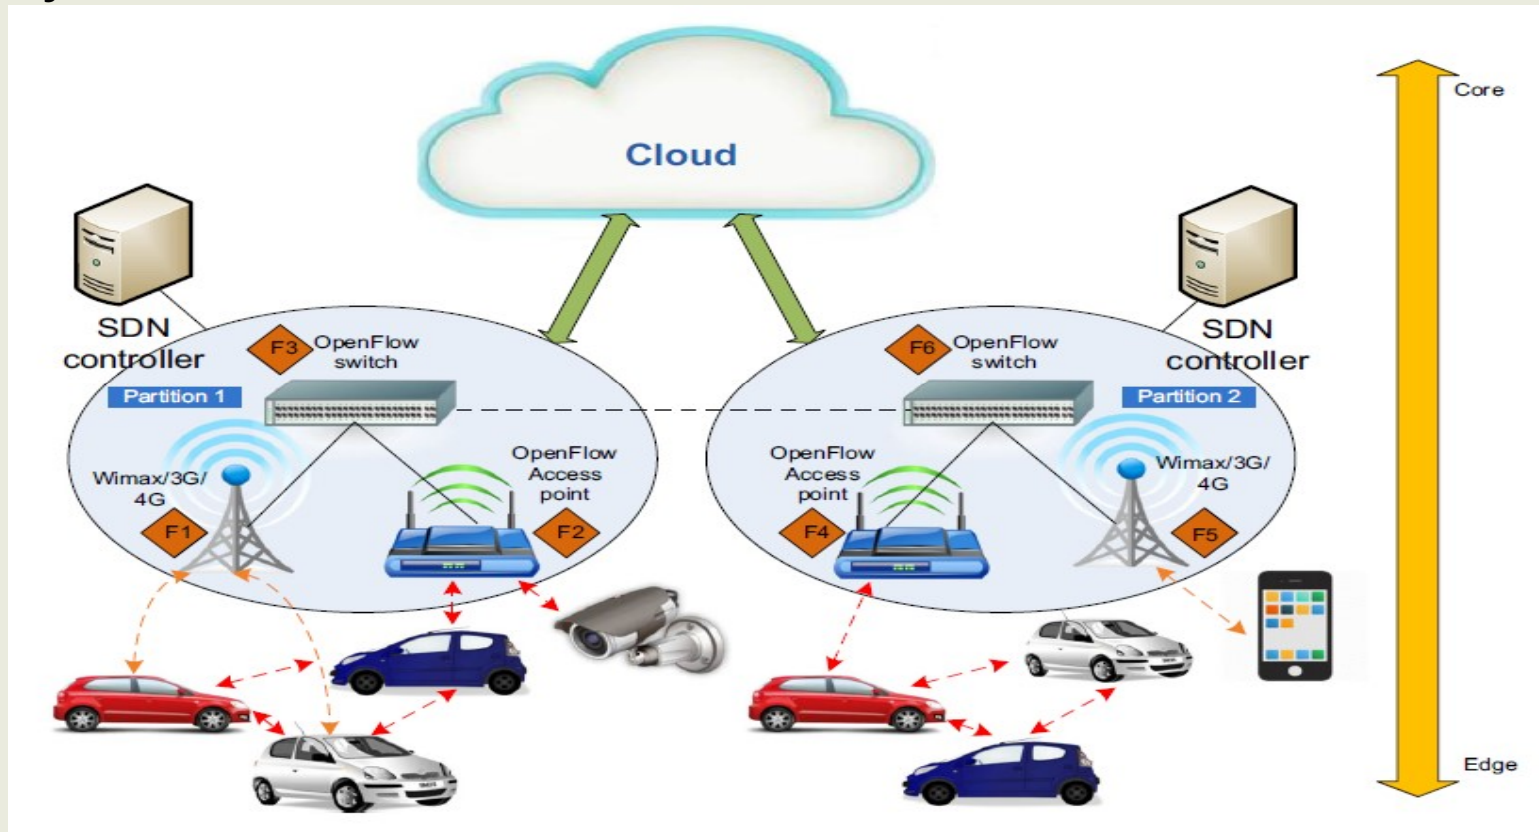 Cloud
Core
SDN
controller
F3
OpenFlow
switch
Partition 1
Wimax/3G/
4G
F1
OpenFlow
Access
point
F2
F6
OpenFlow
switch
SDN
controller
Partition 2
OpenFlow
Access
point
F4
Wimax/3G/
4G
F5
Edge